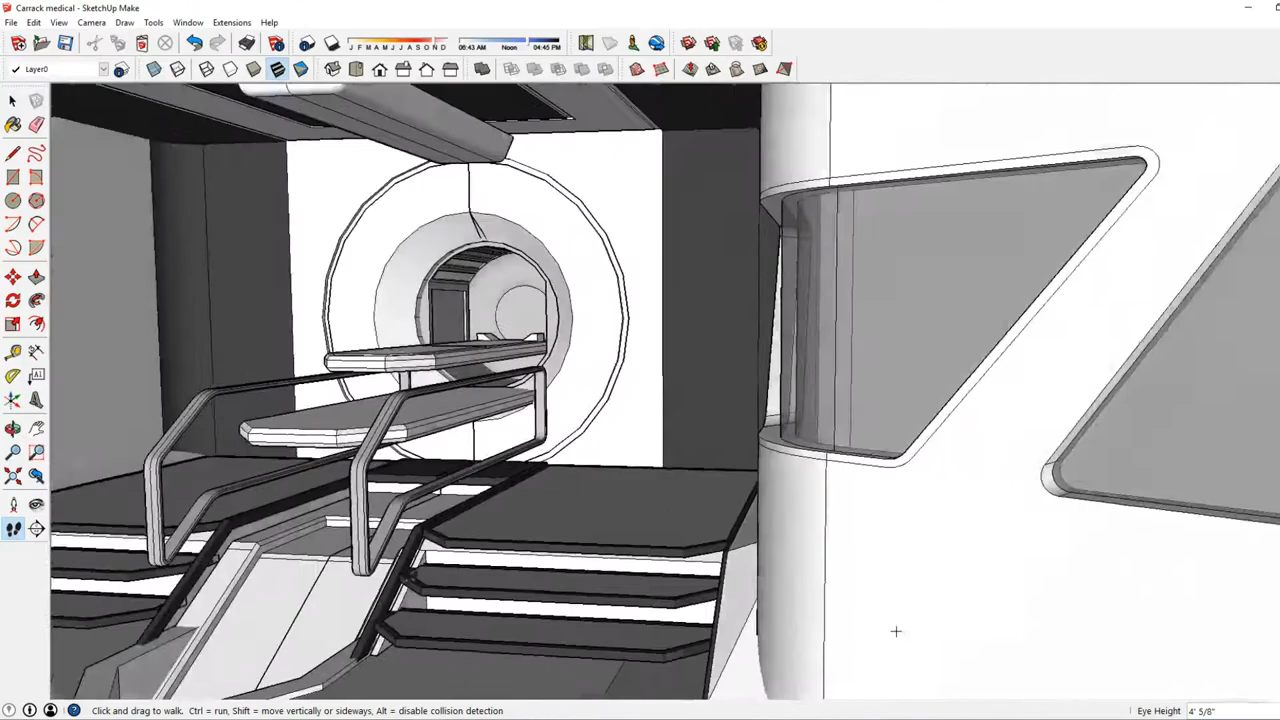 Carrack medical - SketchUp Make
File Edit View Camera Draw Tools Window Extensions Help
J F M A M J J A S O N D 06:43 AM Noon 04:45 PM
Layer0
A1
Click and drag to walk. Ctrl = run, Shift = move vertically or sideways, Alt = disable collision detection
Eye Height 4' 5/8"